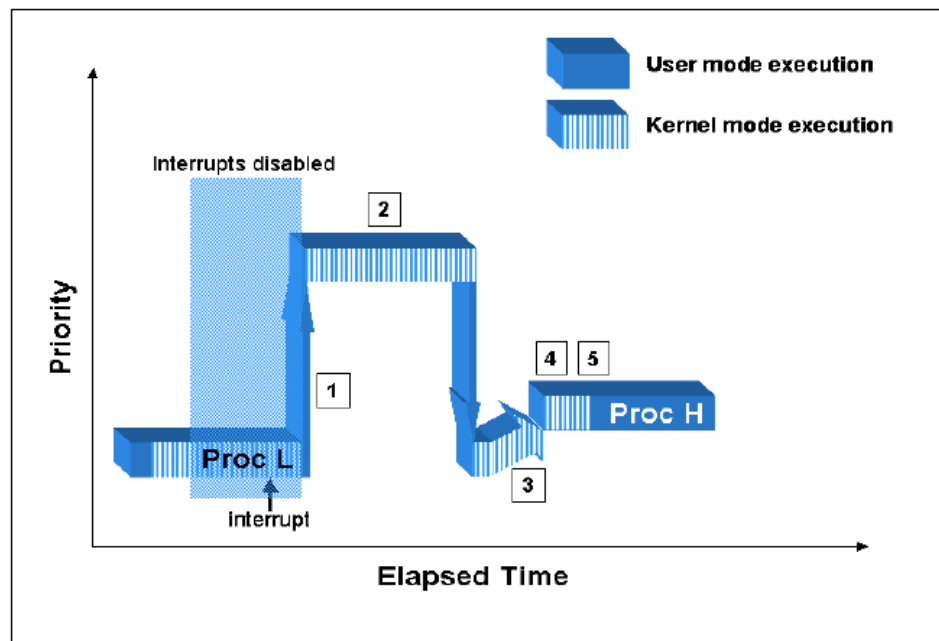 User mode execution
Kernel mode execution
Interrupts disabled
2
4 5
1
Proc H
Proc L
3
interrupt
Priority
Elapsed Time